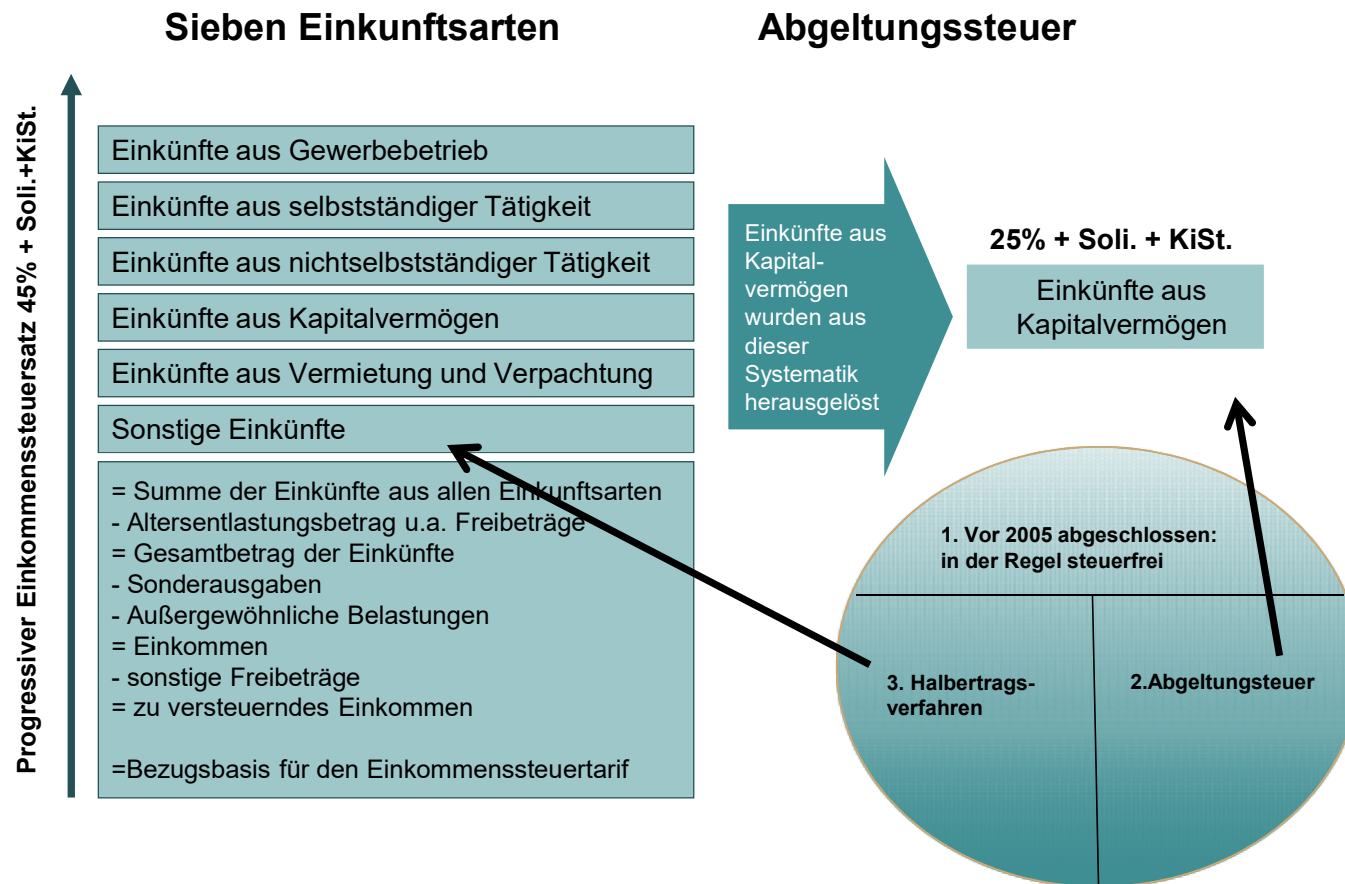 Sieben Einkunftsarten
Abgeltungssteuer
Progressiver Einkommenssteuersatz 45% + Soli.+KiSt.
Einkünfte aus Gewerbebetrieb
Einkünfte aus selbstständiger Tätigkeit
Einkünfte aus nichtselbstständiger Tätigkeit
Einkünfte aus Kapitalvermögen
Einkünfte aus Vermietung und Verpachtung
Sonstige Einkünfte
= Summe der Einkünfte aus allen Einkunftsarten
- Altersentlastungsbetrag u.a. Freibeträge
= Gesamtbetrag der Einkünfte
- Sonderausgaben
- Außergewöhnliche Belastungen
= Einkommen
- sonstige Freibeträge
= zu versteuerndes Einkommen
=Bezugsbasis für den Einkommenssteuertarif
Einkünfte aus
Kapital-
vermögen
wurden aus
dieser
Systematik
herausgelöst
25% + Soli. + KiSt.
Einkünfte aus
Kapitalvermögen
1. Vor 2005 abgeschlossen:
in der Regel steuerfrei
3. Halbertrags-
verfahren
2.Abgeltungsteuer